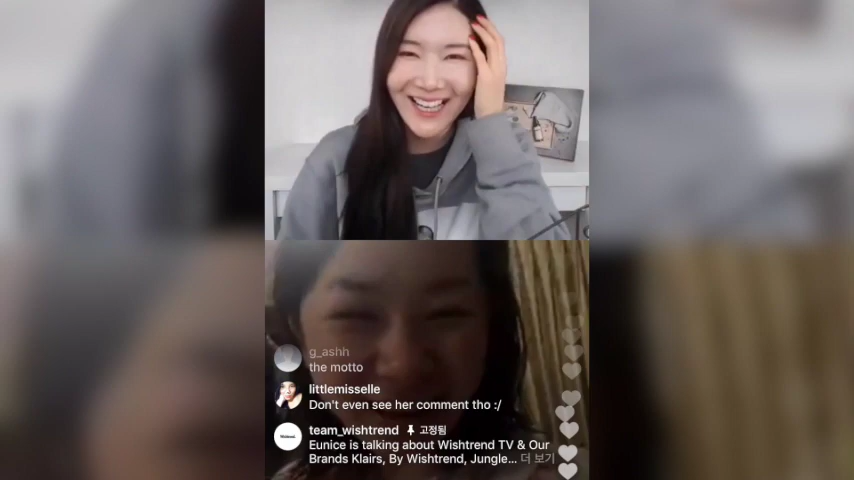 g_ashh
the motto
littlemisselle
Don't even see her comment tho :/
team_wishtrend 고정됨
Eunice is talking about Wishtrend TV & Our
Brands Klairs, By Wishtrend, Jungle... 더 보기